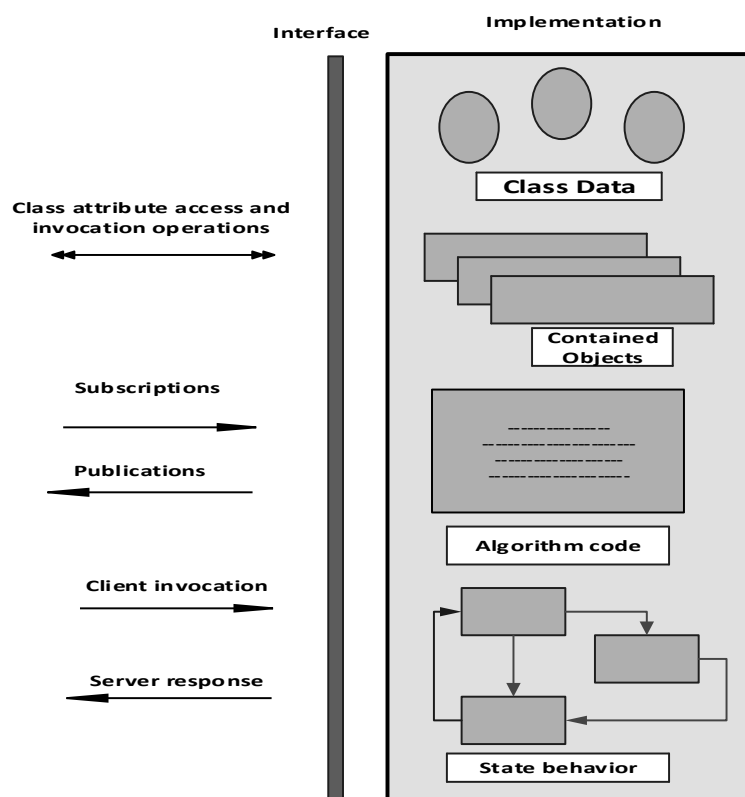 Interface
Implementation
Class Data
Class attribute access and
invocation operations
Contained
Objects
Subscriptions
Publications
Algorithm code
Client invocation
Server response
State behavior